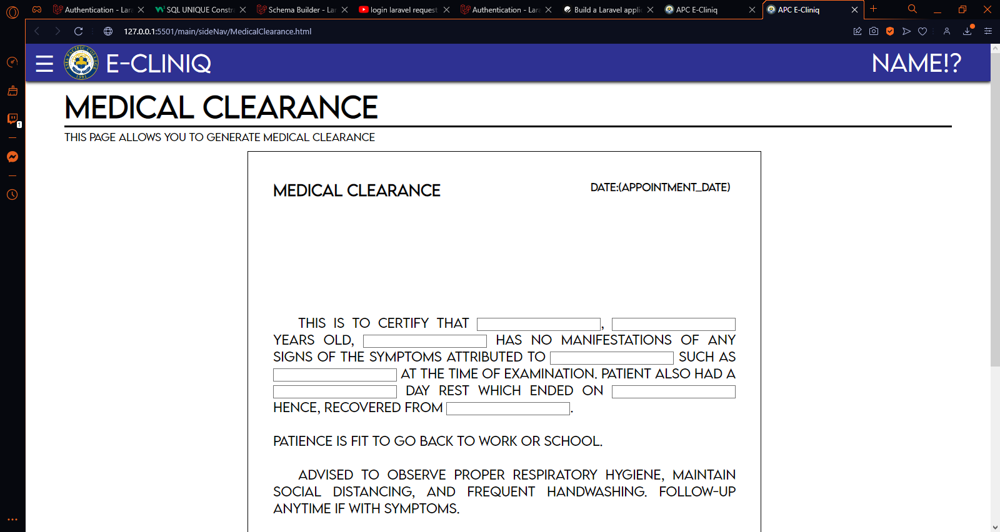 Authentication - Lara
SQL UNIQUE Constra
Schema Builder - Lar
login laravel request
Authentication - Lara
Build a Laravel applic
APC E-Cliniq
APC E-Cliniq
127.0.0.1:5501/main/sideNav/MedicalClearance.html
1
E-CLINIQ
NAME!?
MEDICAL CLEARANCE
THIS PAGE ALLOWS YOU TO GENERATE MEDICAL CLEARANCE
MEDICAL CLEARANCE
DATE:(APPOINTMENT_DATE)
THIS IS TO CERTIFY THAT ,
YEARS OLD, HAS NO MANIFESTATIONS OF ANY
SIGNS OF THE SYMPTOMS ATTRIBUTED TO SUCH AS
AT THE TIME OF EXAMINATION. PATIENT ALSO HAD A
DAY REST WHICH ENDED ON
HENCE, RECOVERED FROM .
PATIENCE IS FIT TO GO BACK TO WORK OR SCHOOL.
ADVISED TO OBSERVE PROPER RESPIRATORY HYGIENE, MAINTAIN
SOCIAL DISTANCING, AND FREQUENT HANDWASHING. FOLLOW-UP
ANYTIME IF WITH SYMPTOMS.